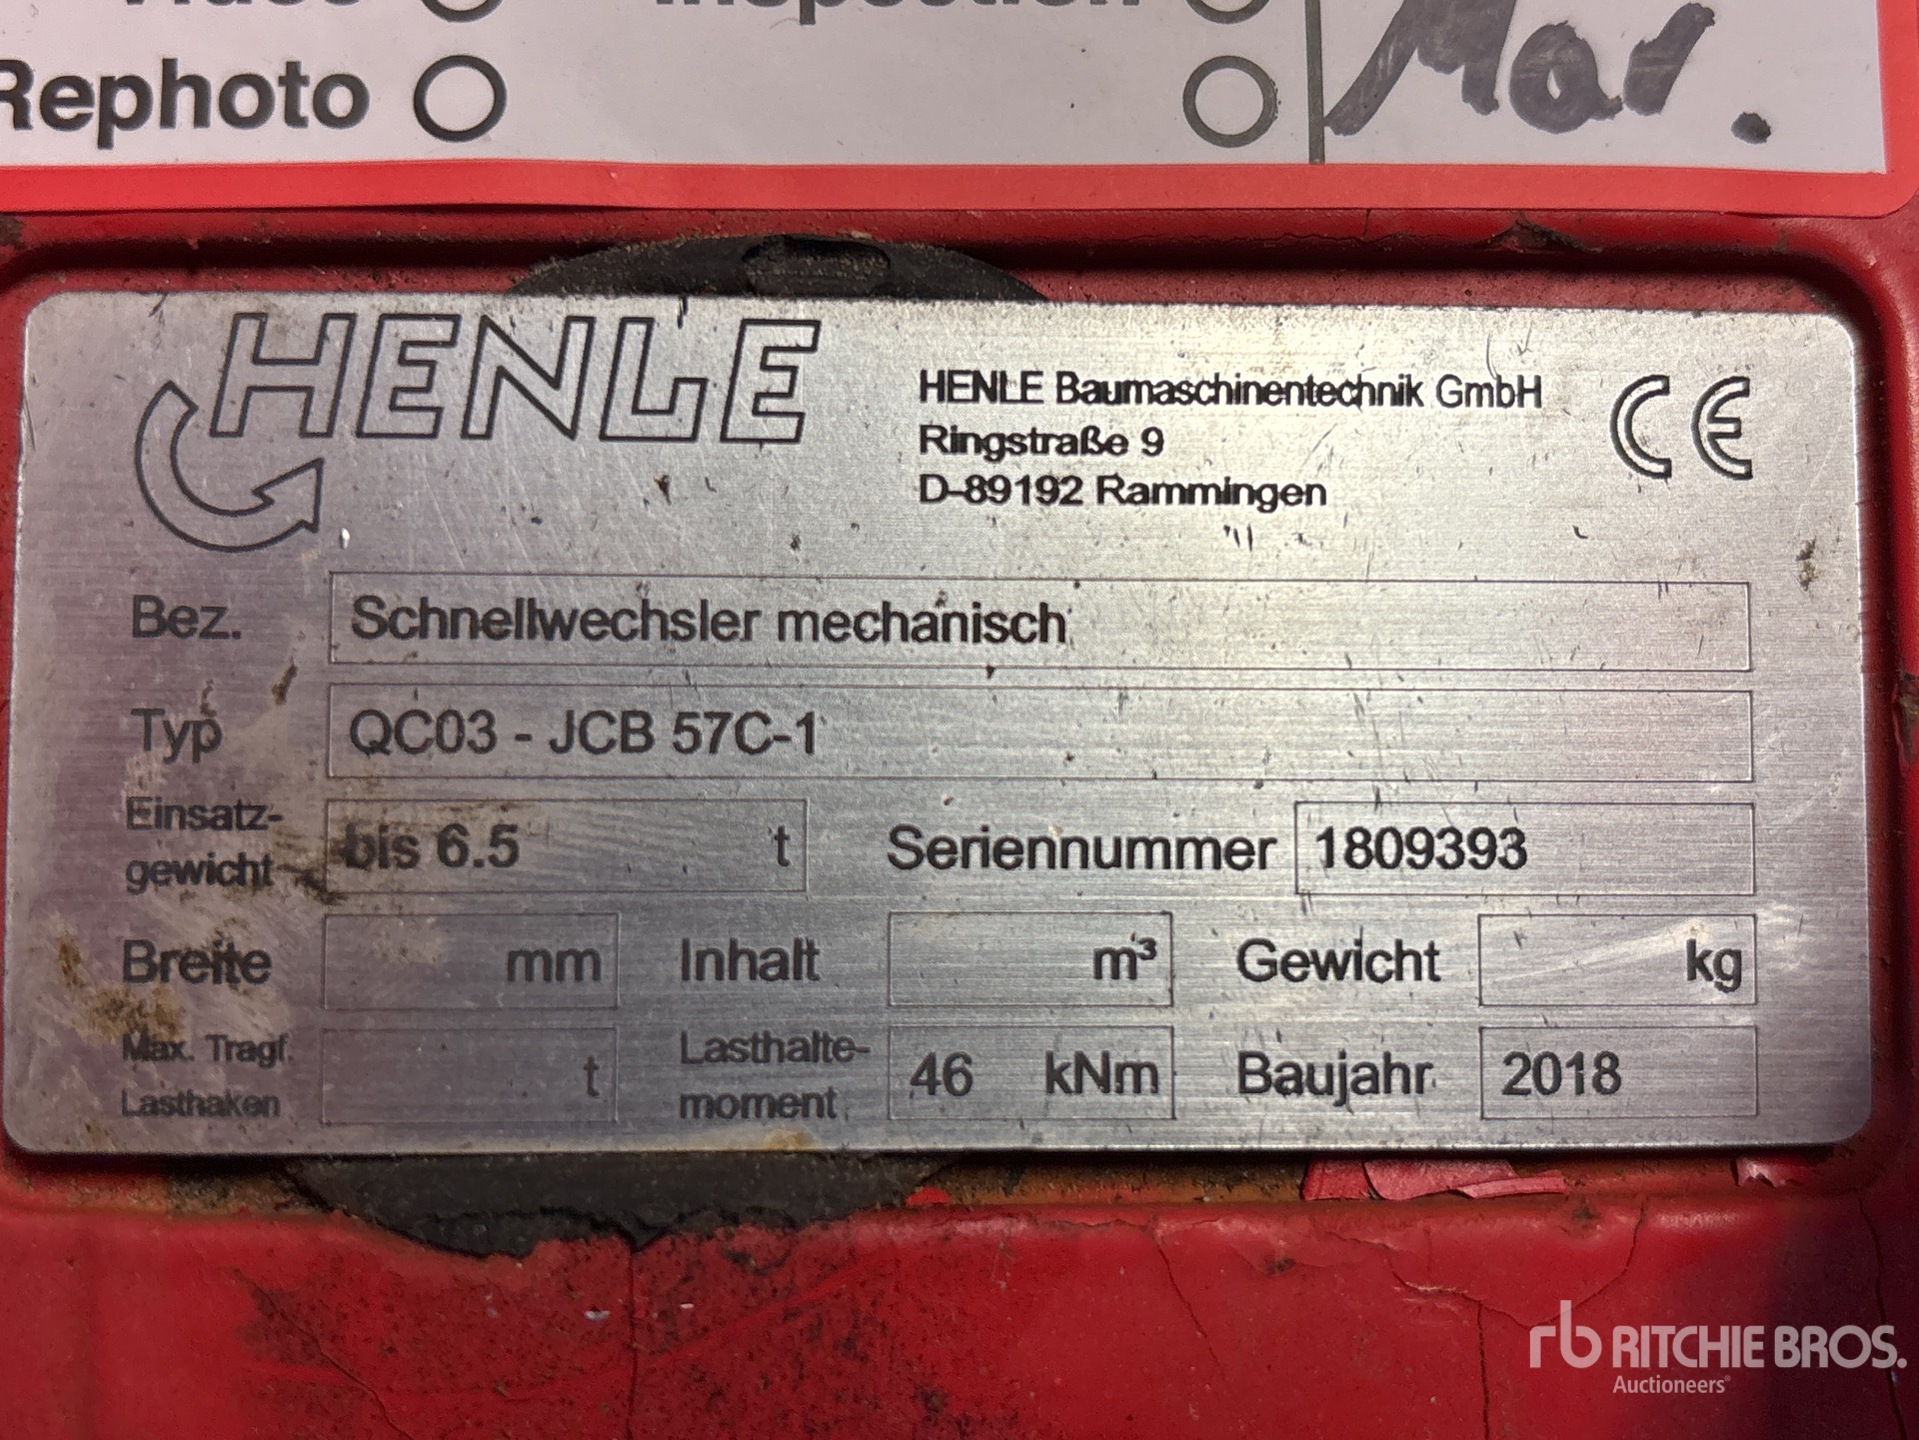 Rephoto
Mar.
HENLE
HENLE Baumaschinentechnik GmbH
Ringstraße 9
D-89192 Rammingen
CE
Bez. Schnellwechsler mechanisch
Typ QC03 - JCB 57C-1
Einsatz-
gewicht bis 6.5 t Seriennummer 1809393
Breite mm Inhalt m³ Gewicht kg
Max. Tragf.
Lasthaken t
Lasthalte-
moment 46 kNm Baujahr 2018
rb RITCHIE BROS.
Auctioneers